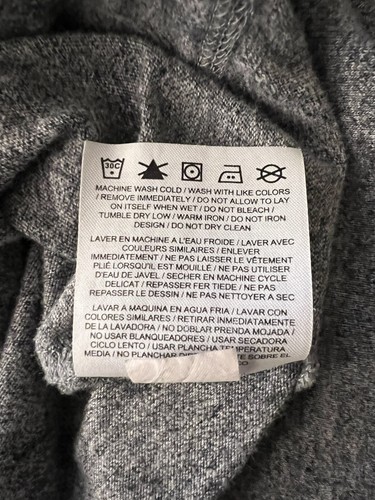 30C
MACHINE WASH COLD / WASH WITH LIKE COLORS
/ REMOVE IMMEDIATELY / DO NOT ALLOW TO LAY
ON ITSELF WHEN WET / DO NOT BLEACH /
TUMBLE DRY LOW / WARM IRON / DO NOT IRON
DESIGN / DO NOT DRY CLEAN
LAVER EN MACHINE A L'EAU FROIDE / LAVER AVEC
COULEURS SIMILAIRES / ENLEVER
IMMEDIATEMENT / NE PAS LAISSER LE VÊTEMENT
PLIÉ LORSQU'IL EST MOUILLÉ / NE PAS UTILISER
D'EAU DE JAVEL / SECHER EN MACHINE CYCLE
DELICAT / REPASSER FER TIEDE / NE PAS
REPASSER LE DESSIN / NE PAS NETTOYER A SEC
LAVAR A MAQUINA EN AGUA FRIA / LAVAR CON
COLORES SIMILARES / RETIRAR INMEDIATAMENTE
DE LA LAVADORA / NO DOBLAR PRENDA MOJADA /
NO USAR BLANQUEADORES / USAR SECADORA
CICLO LENTO / USAR PLANCHA TEMPERATURA
MEDIA / NO PLANCHAR SOBRE EL